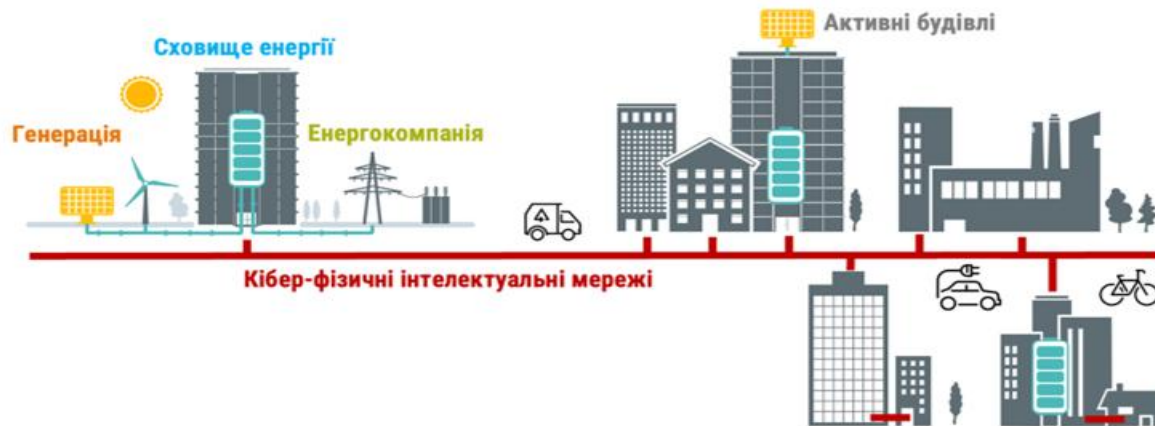 Активні будівлі
Сховище енергії
Генерація
Енергокомпанія
Кібер-фізичні інтелектуальні мережі